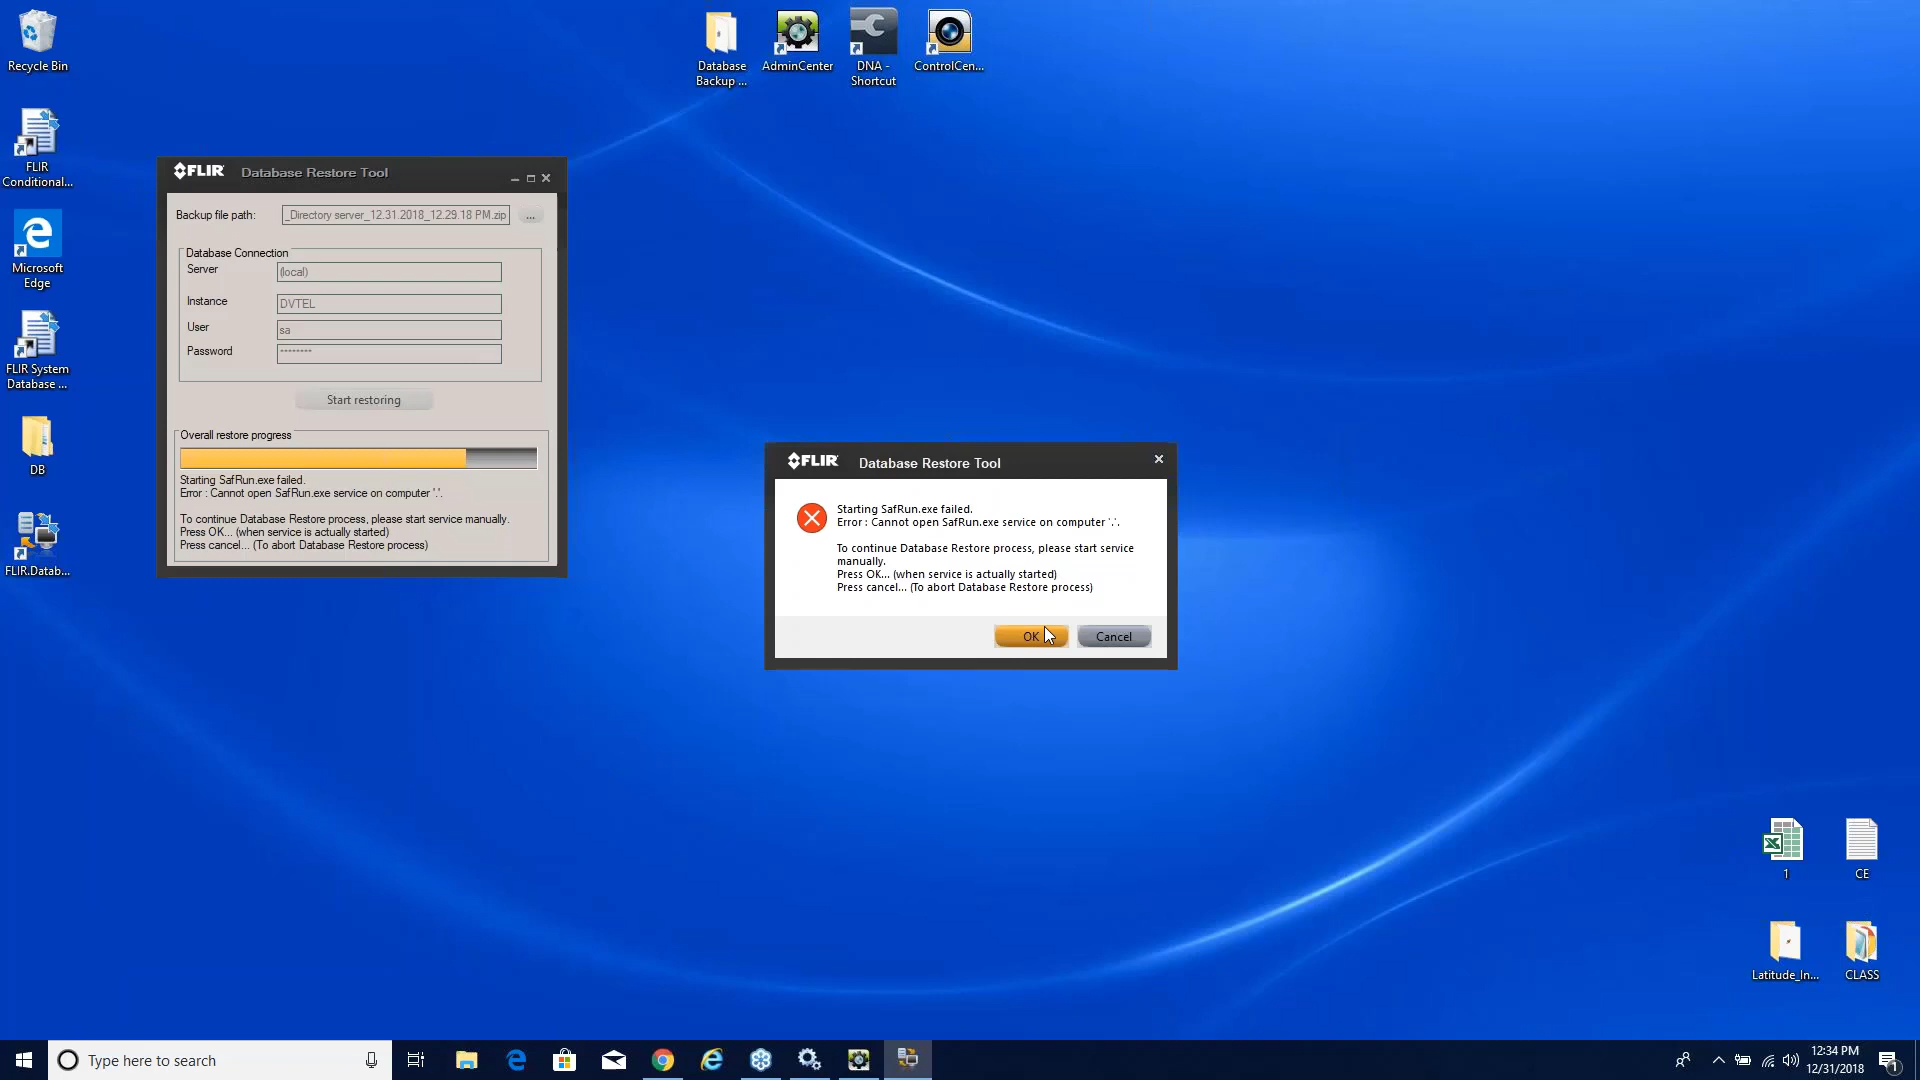 Recycle Bin
FLIR
Conditional...
Microsoft
Edge
FLIR System
Database ...
DB
FLIR.Datab...
Database
Backup ...
AdminCenter
DNA -
Shortcut
ControlCen...
FLIR Database Restore Tool
Backup file path: _Directory server_12.31.2018_12.29.18 PM.zip ...
Database Connection
Server (local)
Instance DVTEL
User sa
Password ********
Start restoring
Overall restore progress
Starting SafRun.exe failed.
Error : Cannot open SafRun.exe service on computer '.'.
To continue Database Restore process, please start service manually.
Press OK... (when service is actually started)
Press cancel... (To abort Database Restore process)
FLIR Database Restore Tool
Starting SafRun.exe failed.
Error : Cannot open SafRun.exe service on computer '.'.
To continue Database Restore process, please start service
manually.
Press OK... (when service is actually started)
Press cancel... (To abort Database Restore process)
OK Cancel
1
CE
Latitude_In...
CLASS
Type here to search
12:34 PM
12/31/2018
1